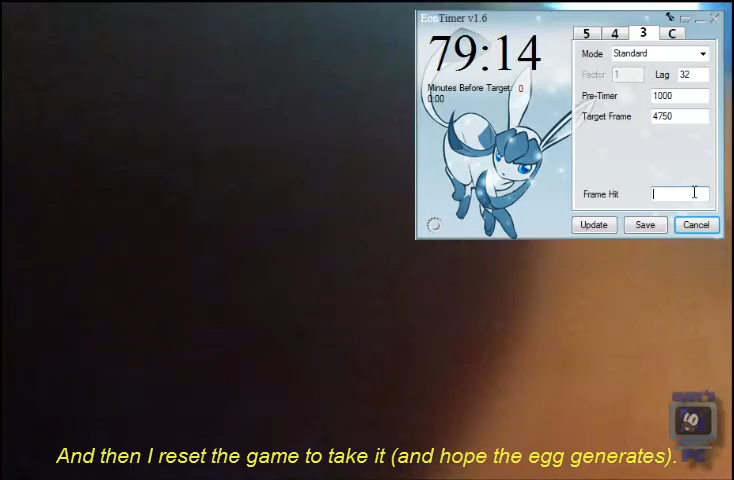 EonTimer v1.6
5 4 3 C
79:14
Mode Standard
Factor 1 Lag 32
Minutes Before Target: 0
0:00
Pre-Timer 1000
Target Frame 4750
Frame Hit
Update Save Cancel
PC
And then I reset the game to take it (and hope the egg generates).